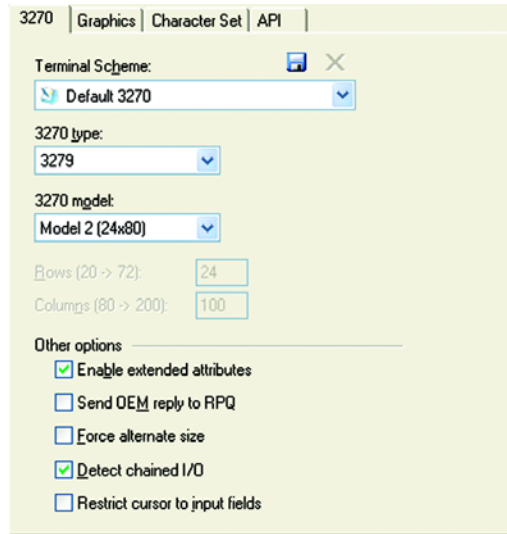 3270 Graphics Character Set API
Terminal Scheme:
Default 3270
3270 type:
3279
3270 model:
Model 2 (24x80)
Rows (20 -> 72): 24
Columns (80 -> 200): 100
Other options
Enable extended attributes
Send OEM reply to RPQ
Force alternate size
Detect chained I/O
Restrict cursor to input fields